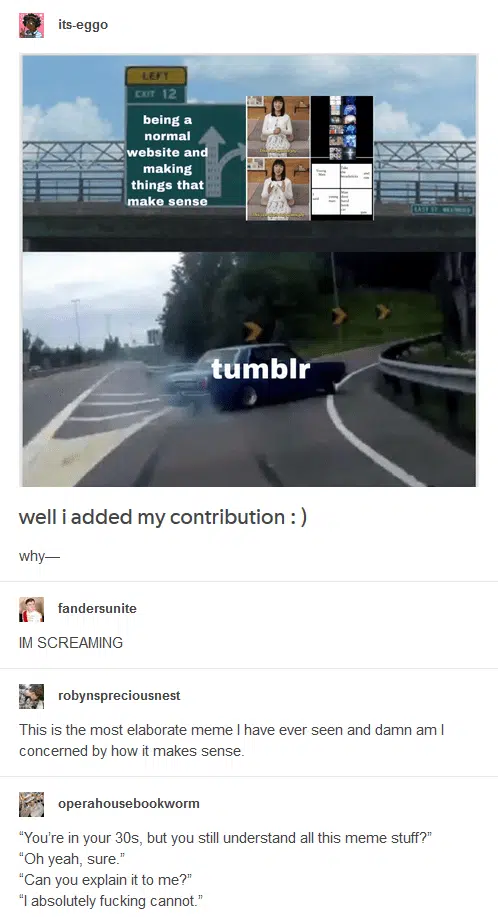 its-eggo
LEFT
EXIT 12
being a
normal
website and
making
things that
make sense
tumblr
well i added my contribution : )
why—
fandersunite
IM SCREAMING
robynspreciousnest
This is the most elaborate meme I have ever seen and damn am I
concerned by how it makes sense.
operahousebookworm
“You’re in your 30s, but you still understand all this meme stuff?”
“Oh yeah, sure.”
“Can you explain it to me?”
“I absolutely fucking cannot.”